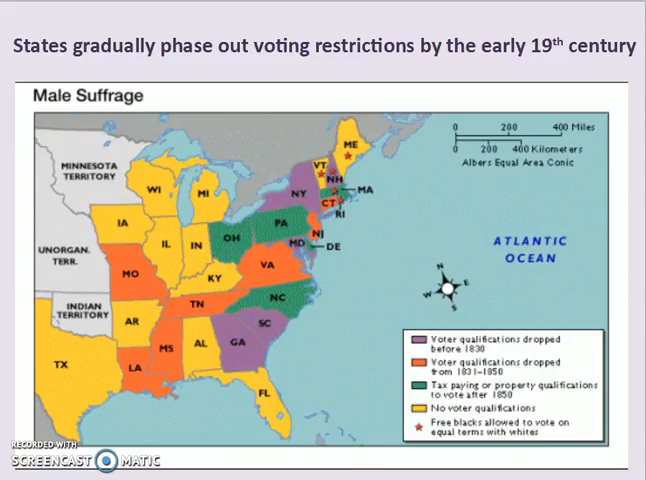 States gradually phase out voting restrictions by the early 19th century
Male Suffrage
0 200 400 Miles
0 200 400 Kilometers
Albers Equal Area Conic
MINNESOTA
TERRITORY
ME
VT
NH
WI
MI
NY
MA
CT
RI
IA
PA
NJ
OH
MD
DE
IL
IN
UNORGAN.
TERR.
MO
VA
KY
ATLANTIC
OCEAN
N
E
W
S
INDIAN
TERRITORY
TN
NC
AR
SC
MS
AL
GA
TX
LA
FL
Voter qualifications dropped
before 1830
Voter qualifications dropped
from 1831–1850
Tax paying or property qualifications
to vote after 1850
No voter qualifications
Free blacks allowed to vote on
equal terms with whites
RECORDED WITH
SCREENCAST MATIC